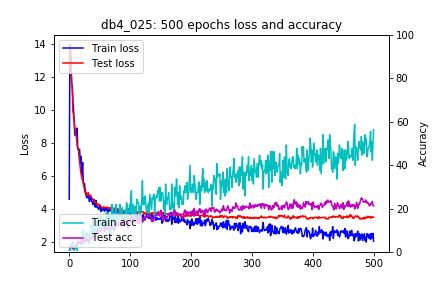 db4_025: 500 epochs loss and accuracy
Train loss
Test loss
Train acc
Test acc
Loss
Accuracy
14
12
10
8
6
4
2
100
80
60
40
20
0
0
100
200
300
400
500